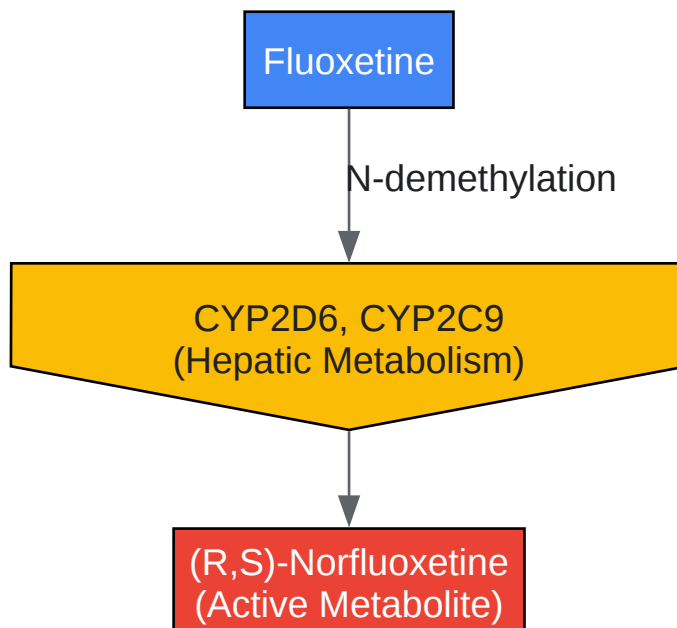 Fluoxetine
N-demethylation
CYP2D6, CYP2C9
(Hepatic Metabolism)
(R,S)-Norfluoxetine
(Active Metabolite)